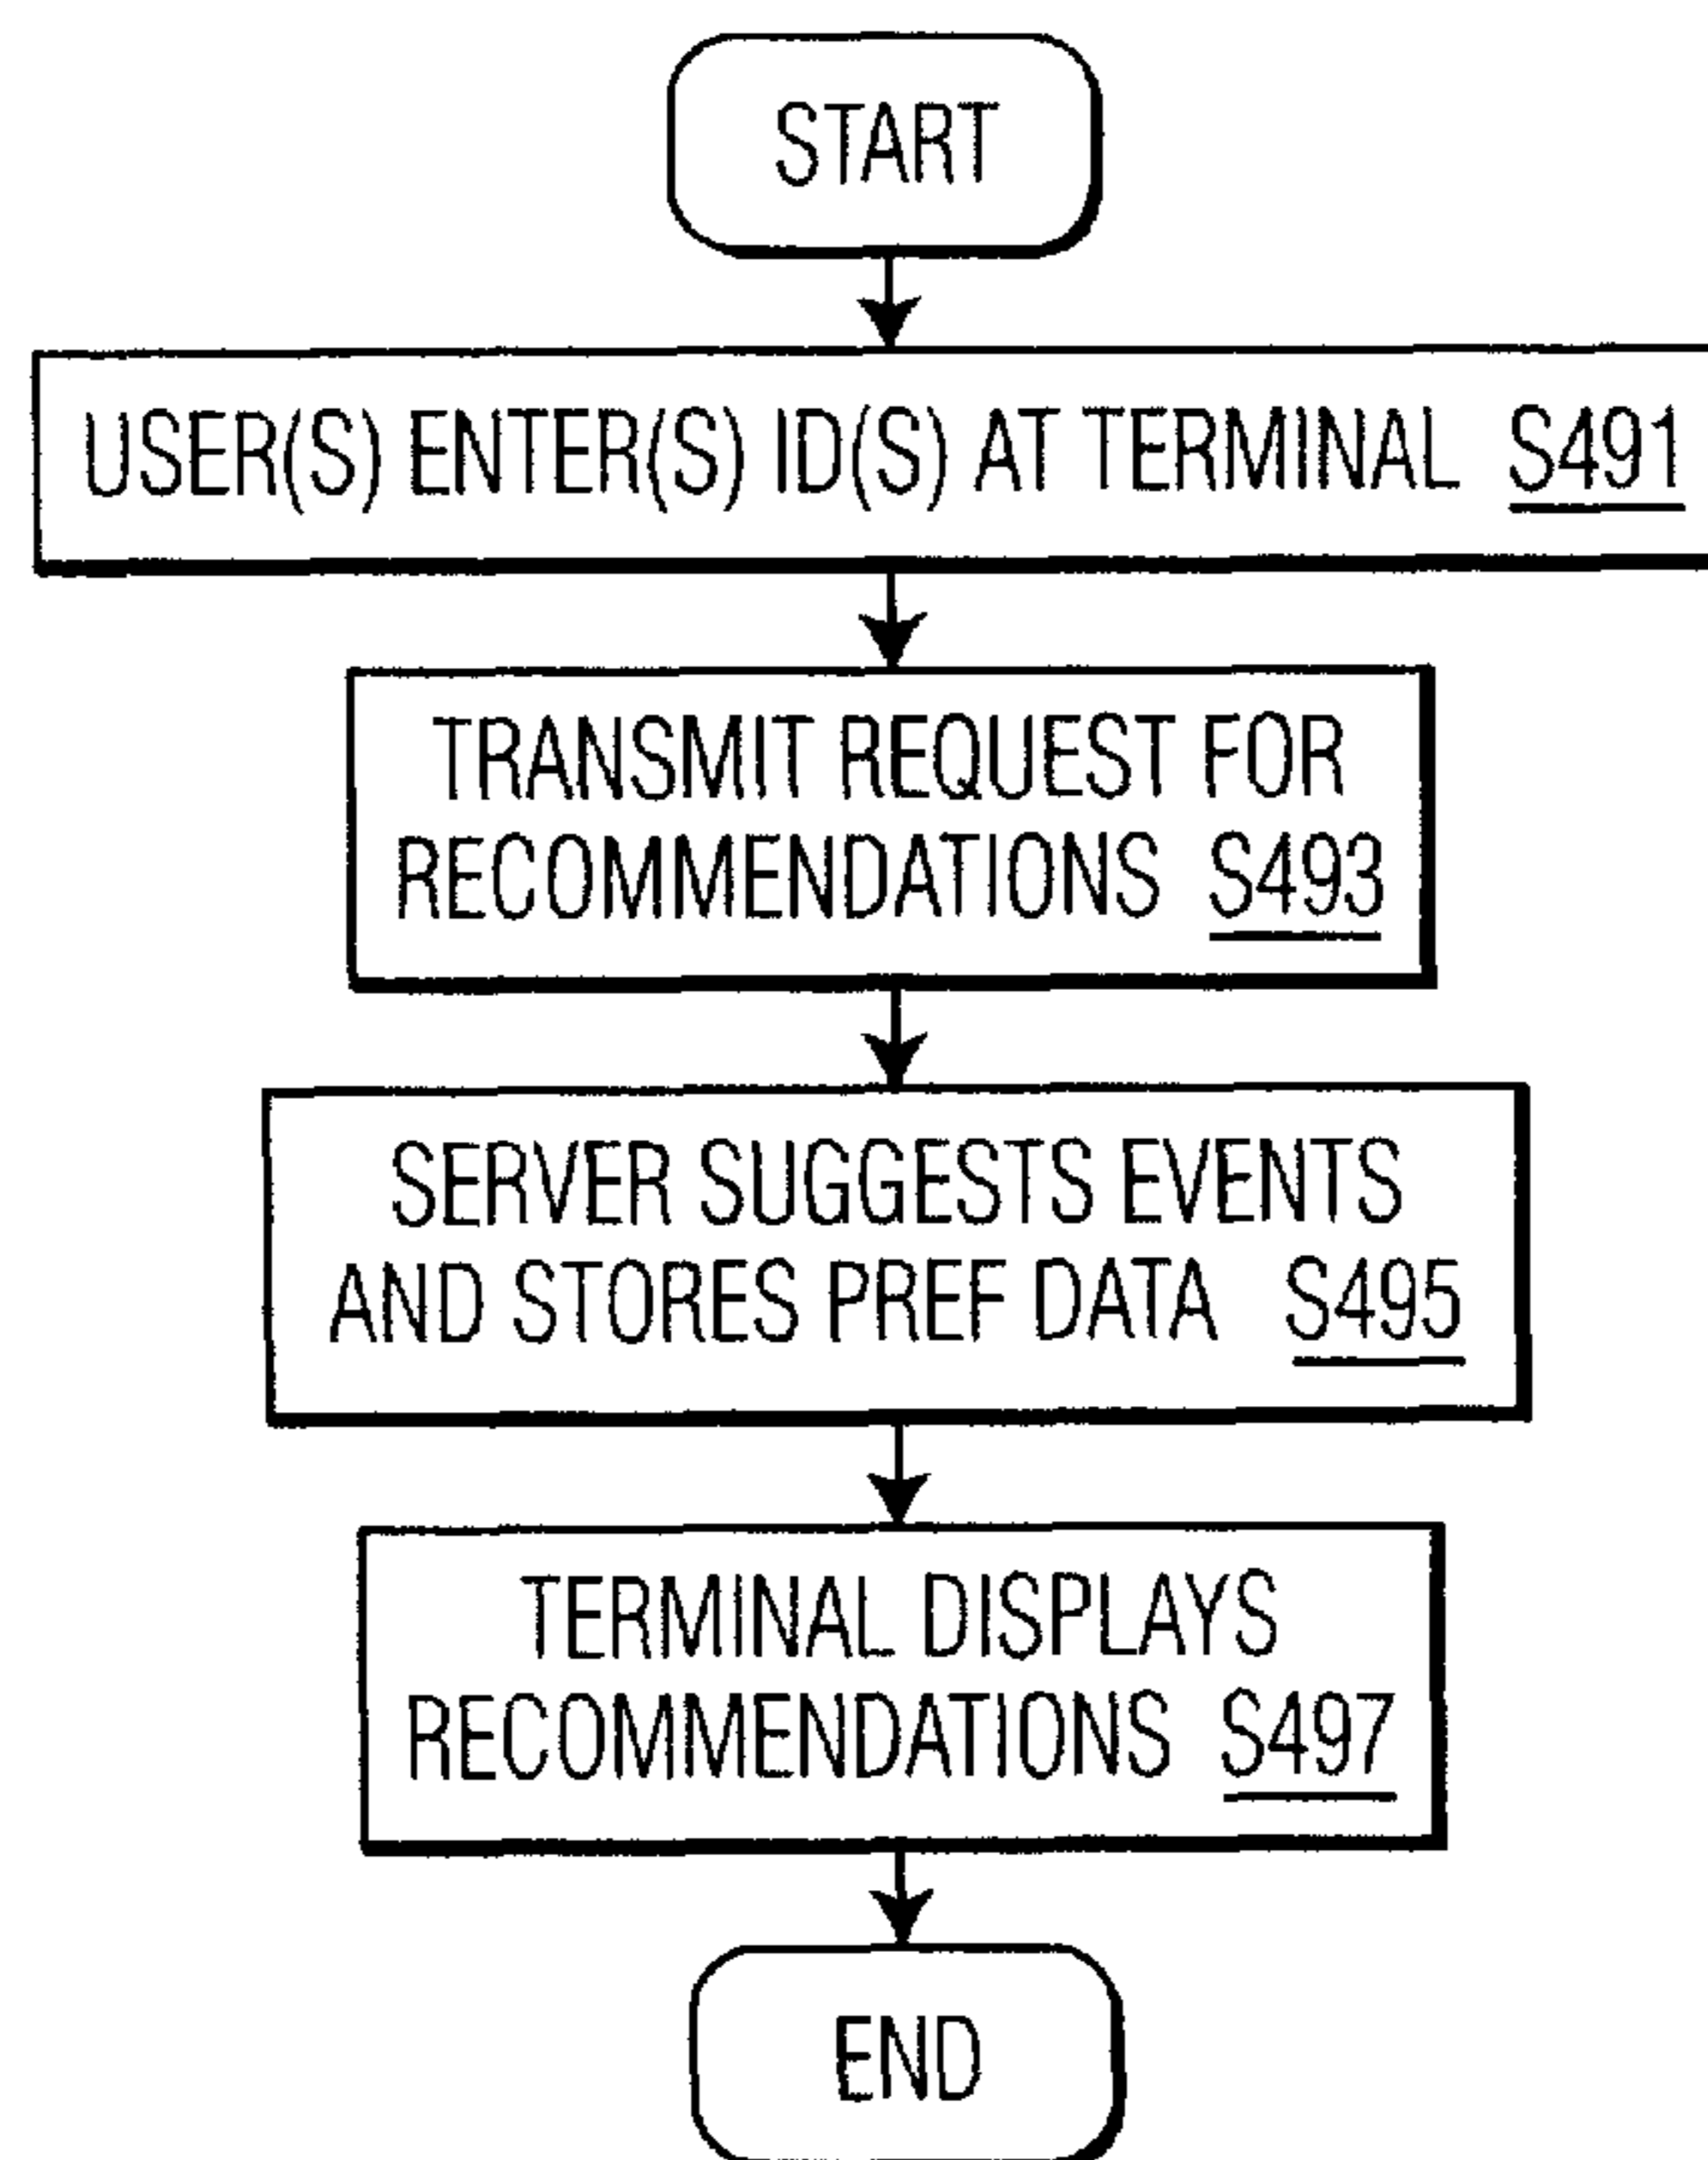 START
USER(S) ENTER(S) ID(S) AT TERMINAL S491
TRANSMIT REQUEST FOR
RECOMMENDATIONS S493
SERVER SUGGESTS EVENTS
AND STORES PREF DATA S495
TERMINAL DISPLAYS
RECOMMENDATIONS S497
END